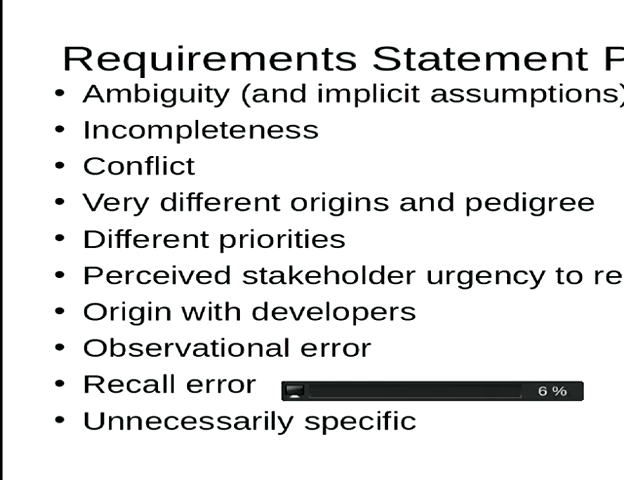 Requirements Statement P
• Ambiguity (and implicit assumptions)
• Incompleteness
• Conflict
• Very different origins and pedigree
• Different priorities
• Perceived stakeholder urgency to re
• Origin with developers
• Observational error
• Recall error
6 %
• Unnecessarily specific